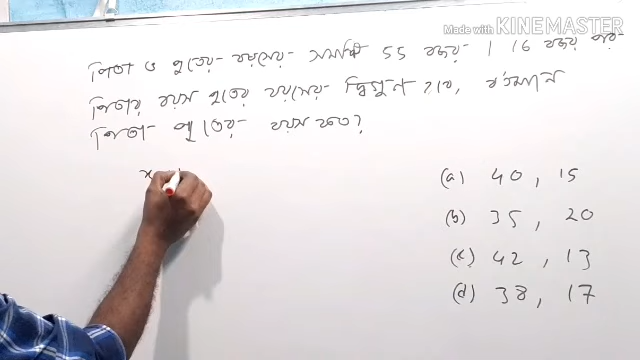 Made with KINEMASTER
পিতা ও পুত্রের বয়সের সমষ্টি 55 বছর । 16 বছর পর
পিতার বয়স পুত্রের বয়সের দ্বিগুণ হবে, বর্তমান
পিতা পুত্রের বয়স কত?
x
(a) 40, 15
(b) 35, 20
(c) 42, 13
(d) 38, 17